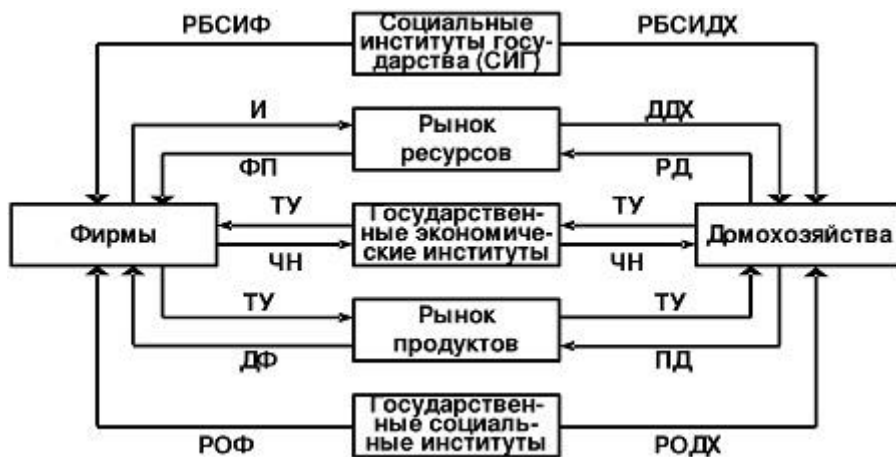 РБСИФ
Социальные
институты госу-
дарства (СИГ)
РБСИДХ
И
Рынок
ресурсов
ДДХ
ФП
РД
Фирмы
ТУ
Государствен-
ные экономиче-
ские институты
ТУ
Домохозяйства
ЧН
ЧН
ТУ
Рынок
продуктов
ТУ
ДФ
ПД
Государствен-
ные социаль-
ные институты
РОФ
РОДХ